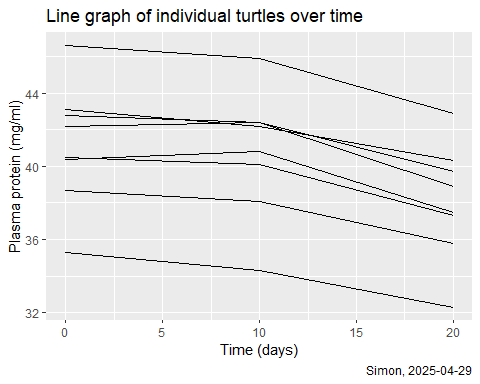 Line graph of individual turtles over time
Plasma protein (mg/ml)
44
40
36
32
0 5 10 15 20
Time (days)
Simon, 2025-04-29